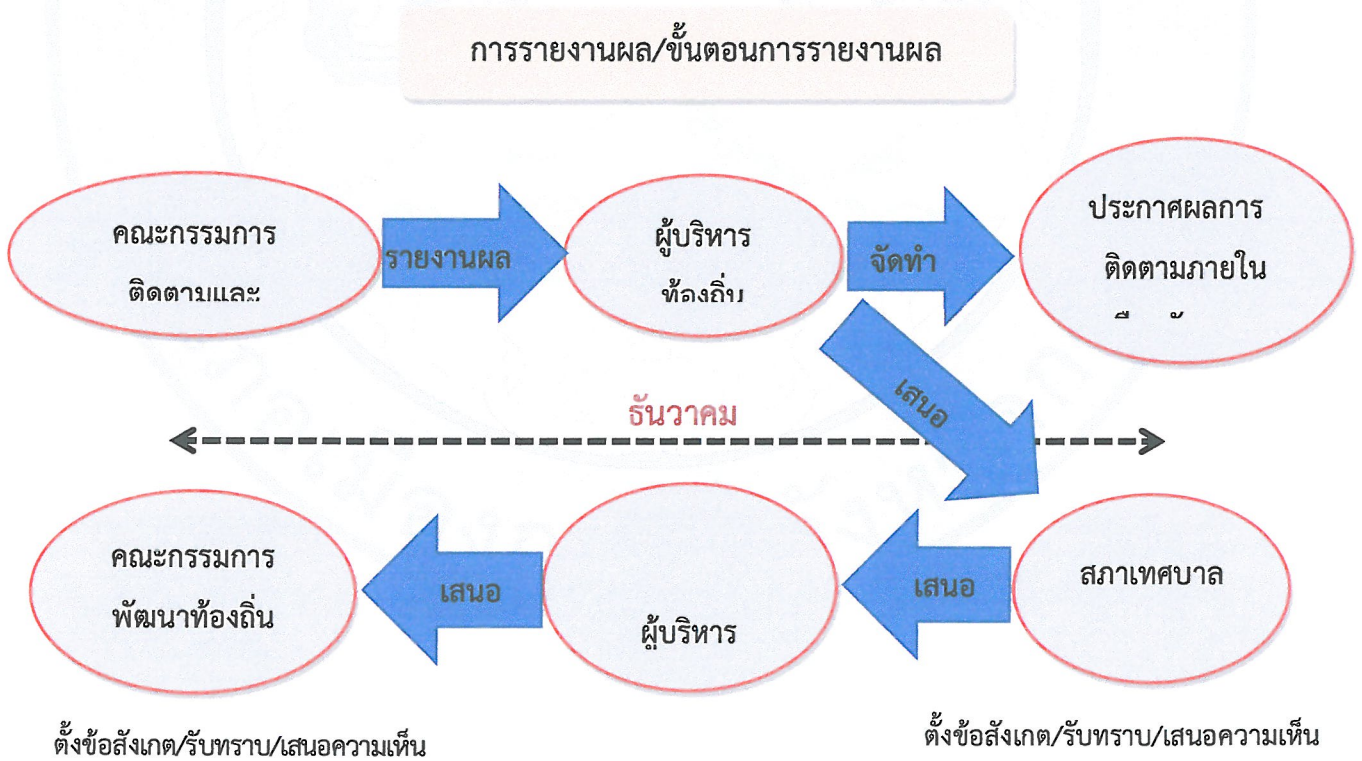 การรายงานผล/ขั้นตอนการรายงานผล
คณะกรรมการ
ติดตามและ
รายงานผล
ผู้บริหาร
ท้องถิ่น
จัดทำ
ประกาศผลการ
ติดตามภายใน
เสนอ
ธันวาคม
คณะกรรมการ
พัฒนาท้องถิ่น
เสนอ
ผู้บริหาร
เสนอ
สภาเทศบาล
ตั้งข้อสังเกต/รับทราบ/เสนอความเห็น
ตั้งข้อสังเกต/รับทราบ/เสนอความเห็น